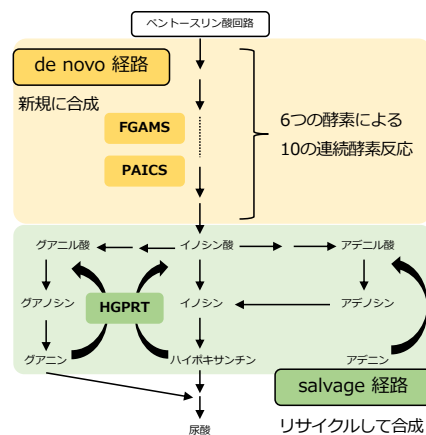 ペントースリン酸回路
de novo 経路
新規に合成
FGAMS
PAICS
6つの酵素による
10の連続酵素反応
グアニル酸
イノシン酸
アデニル酸
グアノシン
HGPRT
イノシン
アデノシン
グアニン
ハイポキサンチン
アデニン
salvage 経路
尿酸
リサイクルして合成